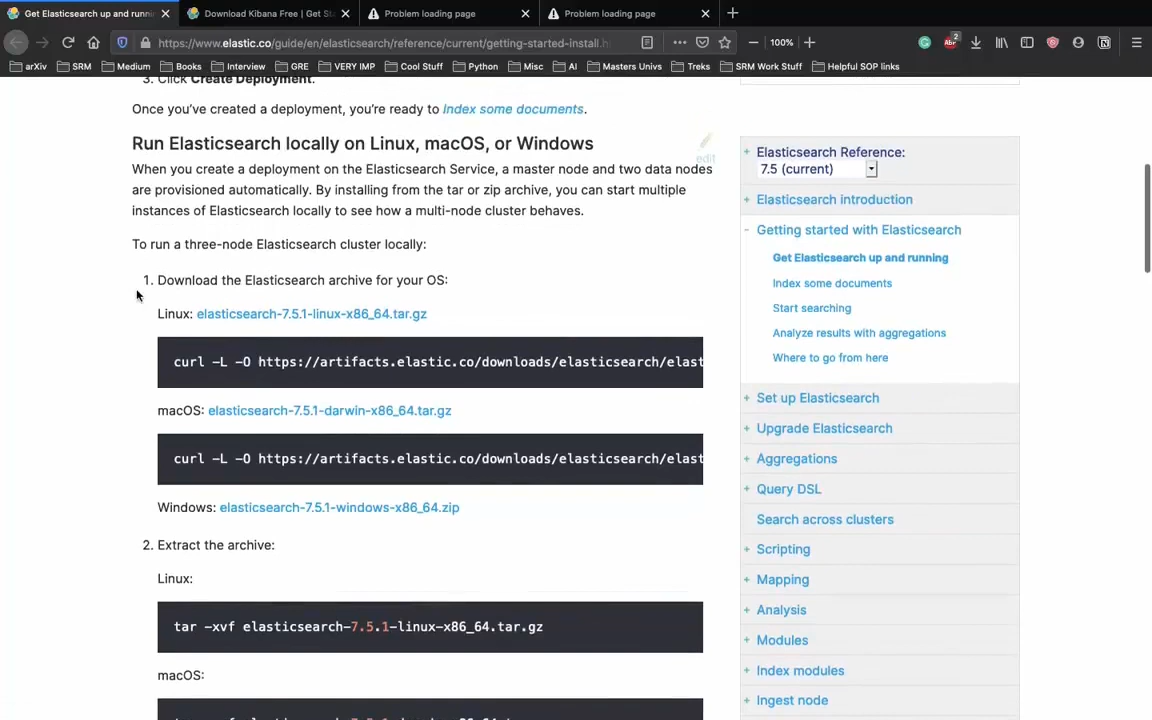 Get Elasticsearch up and runnin
Download Kibana Free | Get St
Problem loading page
Problem loading page
https://www.elastic.co/guide/en/elasticsearch/reference/current/getting-started-install.h
100%
2
arXiv
SRM
Medium
Books
Interview
GRE
VERY IMP
Cool Stuff
Python
Misc
AI
Masters Univs
Treks
SRM Work Stuff
Helpful SOP links
3. Click Create Deployment.
Once you've created a deployment, you're ready to Index some documents.
Run Elasticsearch locally on Linux, macOS, or Windows
edit
When you create a deployment on the Elasticsearch Service, a master node and two data nodes
are provisioned automatically. By installing from the tar or zip archive, you can start multiple
instances of Elasticsearch locally to see how a multi-node cluster behaves.
To run a three-node Elasticsearch cluster locally:
1. Download the Elasticsearch archive for your OS:
Linux: elasticsearch-7.5.1-linux-x86_64.tar.gz
curl -L -O https://artifacts.elastic.co/downloads/elasticsearch/elast
macOS: elasticsearch-7.5.1-darwin-x86_64.tar.gz
curl -L -O https://artifacts.elastic.co/downloads/elasticsearch/elast
Windows: elasticsearch-7.5.1-windows-x86_64.zip
2. Extract the archive:
Linux:
tar -xvf elasticsearch-7.5.1-linux-x86_64.tar.gz
macOS:
Elasticsearch Reference:
7.5 (current)
Elasticsearch introduction
Getting started with Elasticsearch
Get Elasticsearch up and running
Index some documents
Start searching
Analyze results with aggregations
Where to go from here
Set up Elasticsearch
Upgrade Elasticsearch
Aggregations
Query DSL
Search across clusters
Scripting
Mapping
Analysis
Modules
Index modules
Ingest node